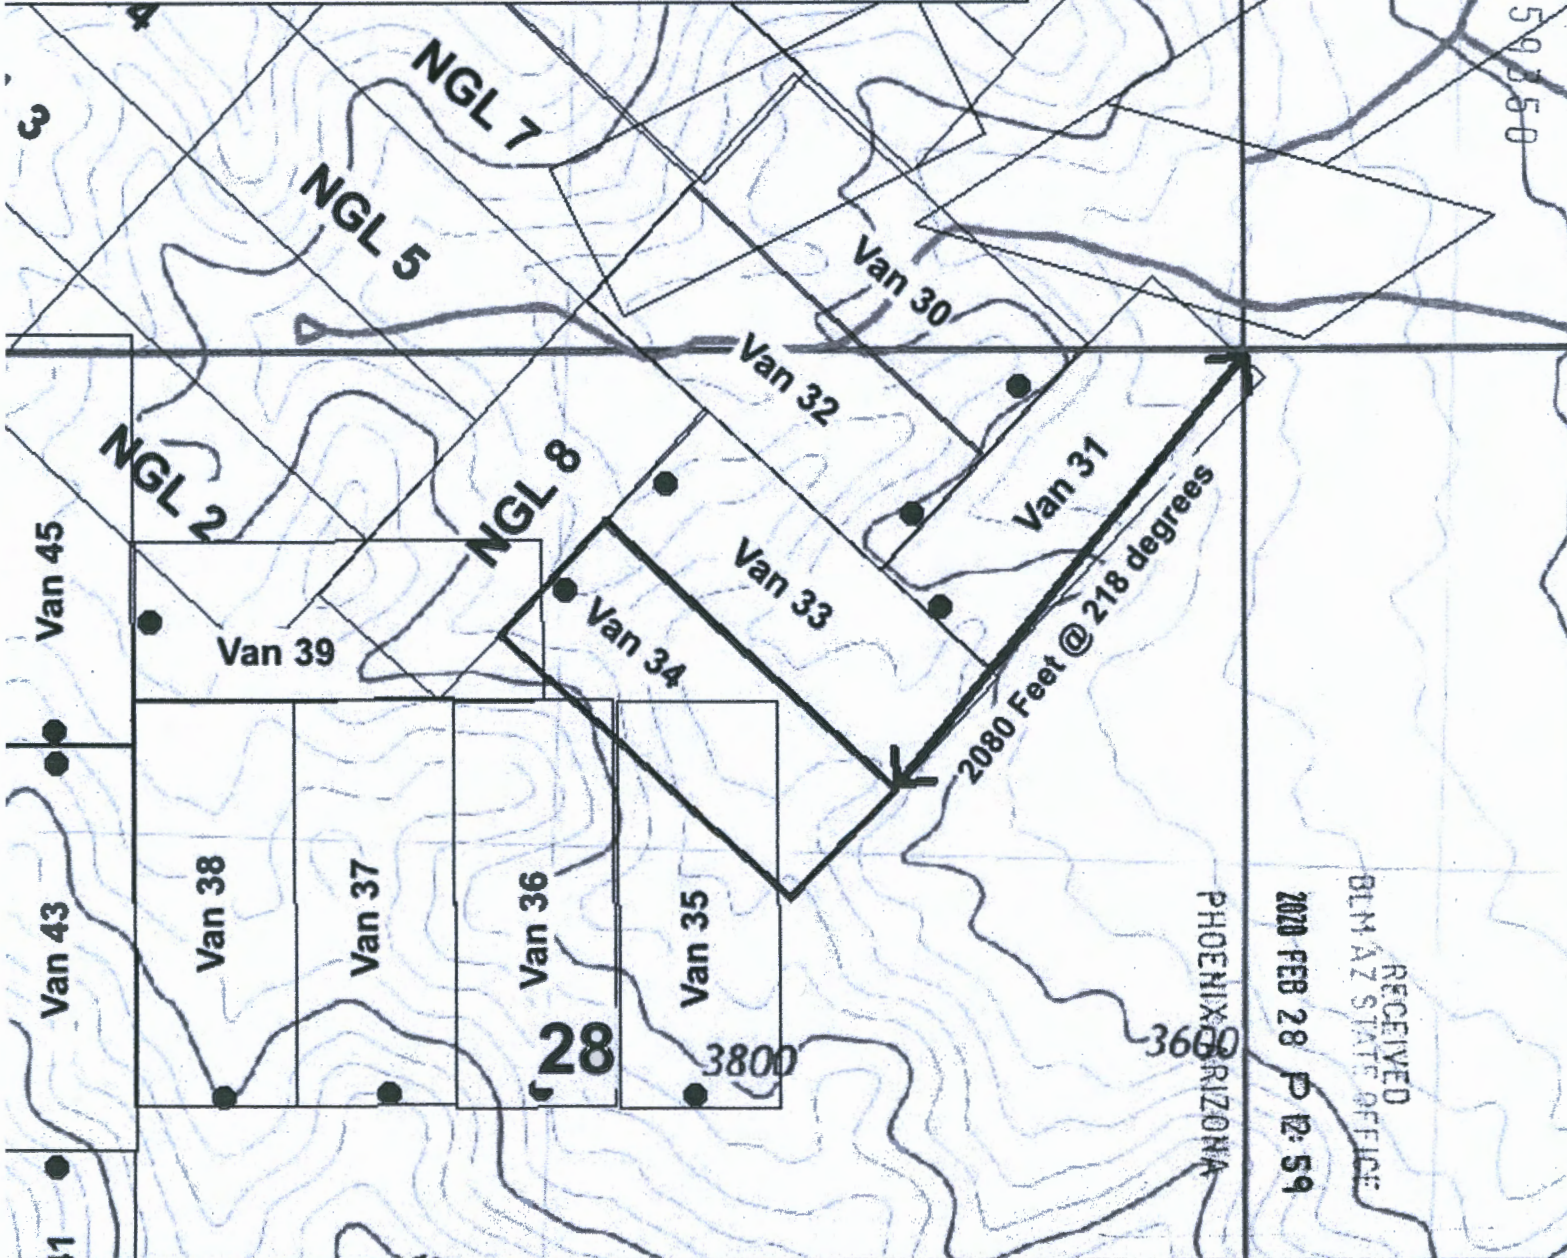 4
3
NGL 7
NGL 5
59350
Van 30
Van 32
NGL 2
NGL 8
Van 31
Van 45
Van 33
2080 Feet @ 218 degrees
Van 39
Van 34
Van 38
Van 37
Van 36
Van 35
Van 43
28
3800
3600
RECEIVED
BLM AZ STATE OFFICE
2020 FEB 28 P 12:59
PHOENIX ARIZONA